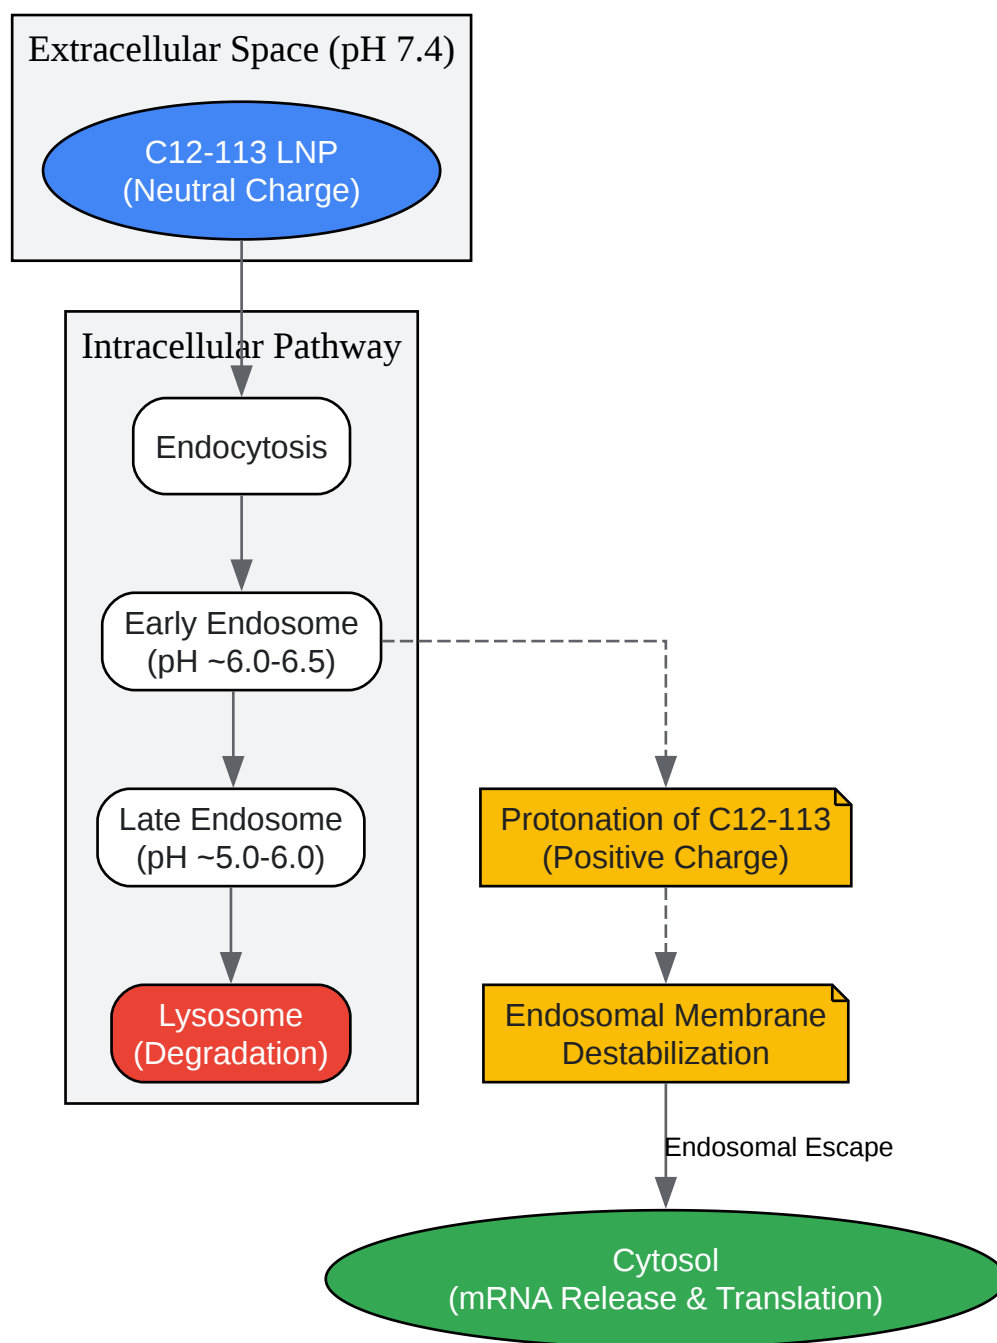 Extracellular Space (pH 7.4)
C12-113 LNP
(Neutral Charge)
Intracellular Pathway
Endocytosis
Early Endosome
(pH ~6.0-6.5)
Late Endosome
(pH ~5.0-6.0)
Protonation of C12-113
(Positive Charge)
Lysosome
(Degradation)
Endosomal Membrane
Destabilization
Endosomal Escape
Cytosol
(mRNA Release & Translation)